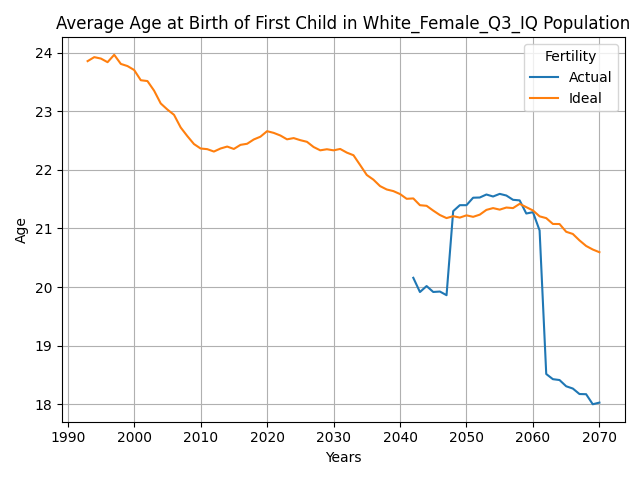 Average Age at Birth of First Child in White_Female_Q3_IQ Population
Fertility
Actual
Ideal
Age
24
23
22
21
20
19
18
1990
2000
2010
2020
2030
2040
2050
2060
2070
Years